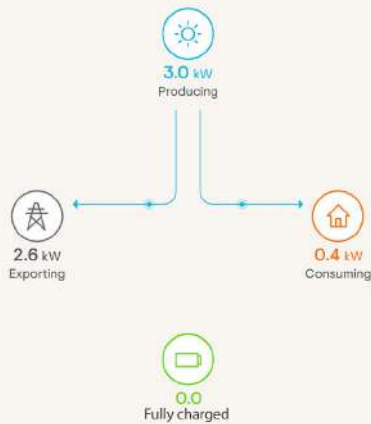 3.0 kW
Producing
2.6 kW
Exporting
0.4 kW
Consuming
0.0
Fully charged